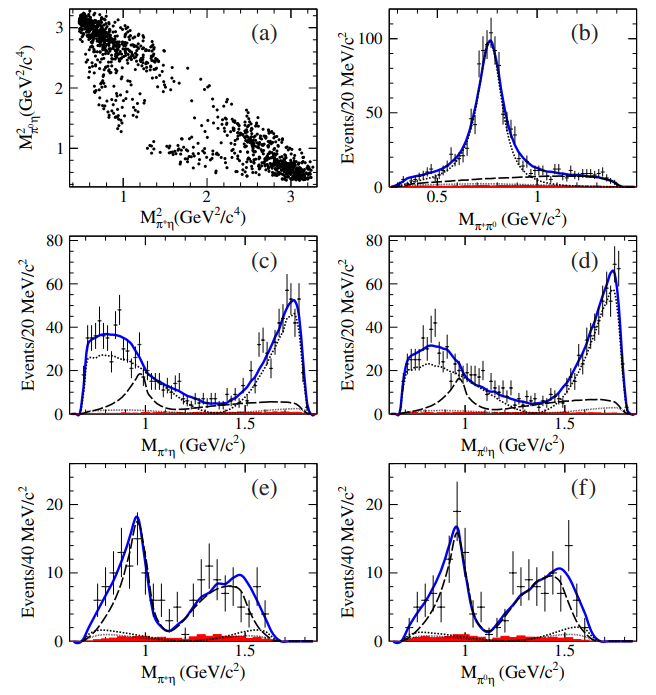 (a)
3
2
1
M²π⁰η(GeV²/c⁴)
1 2 3
M²π⁺η(GeV²/c⁴)
(b)
100
50
0
Events/20 MeV/c²
0.5 1
Mπ⁺π⁰ (GeV/c²)
(c)
80
60
40
20
0
Events/20 MeV/c²
1 1.5
Mπ⁺η (GeV/c²)
(d)
80
60
40
20
0
Events/20 MeV/c²
1 1.5
Mπ⁰η (GeV/c²)
(e)
20
10
0
Events/40 MeV/c²
1 1.5
Mπ⁺η (GeV/c²)
(f)
20
10
0
Events/40 MeV/c²
1 1.5
Mπ⁰η (GeV/c²)